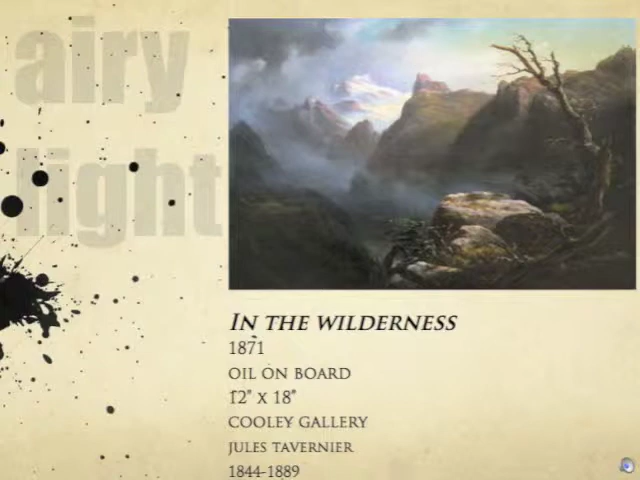 airy
light
IN THE WILDERNESS
1871
OIL ON BOARD
12" X 18"
COOLEY GALLERY
JULES TAVERNIER
1844-1889